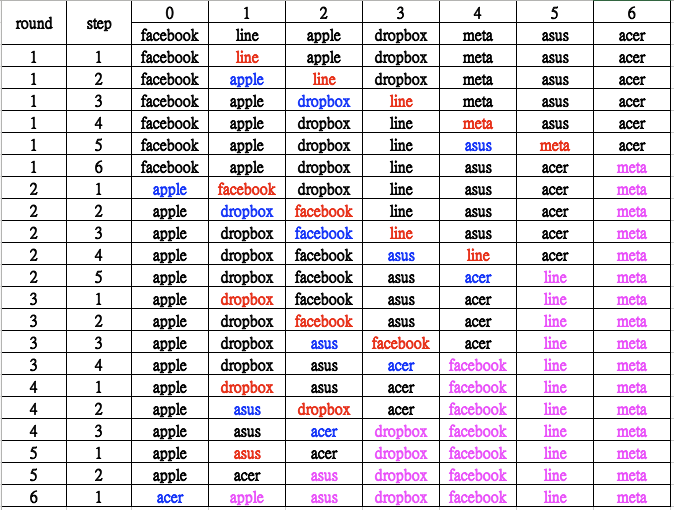 round step 0 1 2 3 4 5 6
facebook line apple dropbox meta asus acer
1 1 facebook line apple dropbox meta asus acer
1 2 facebook apple line dropbox meta asus acer
1 3 facebook apple dropbox line meta asus acer
1 4 facebook apple dropbox line meta asus acer
1 5 facebook apple dropbox line asus meta acer
1 6 facebook apple dropbox line asus acer meta
2 1 apple facebook dropbox line asus acer meta
2 2 apple dropbox facebook line asus acer meta
2 3 apple dropbox facebook line asus acer meta
2 4 apple dropbox facebook asus line acer meta
2 5 apple dropbox facebook asus acer line meta
3 1 apple dropbox facebook asus acer line meta
3 2 apple dropbox facebook asus acer line meta
3 3 apple dropbox asus facebook acer line meta
3 4 apple dropbox asus acer facebook line meta
4 1 apple dropbox asus acer facebook line meta
4 2 apple asus dropbox acer facebook line meta
4 3 apple asus acer dropbox facebook line meta
5 1 apple asus acer dropbox facebook line meta
5 2 apple acer asus dropbox facebook line meta
6 1 acer apple asus dropbox facebook line meta